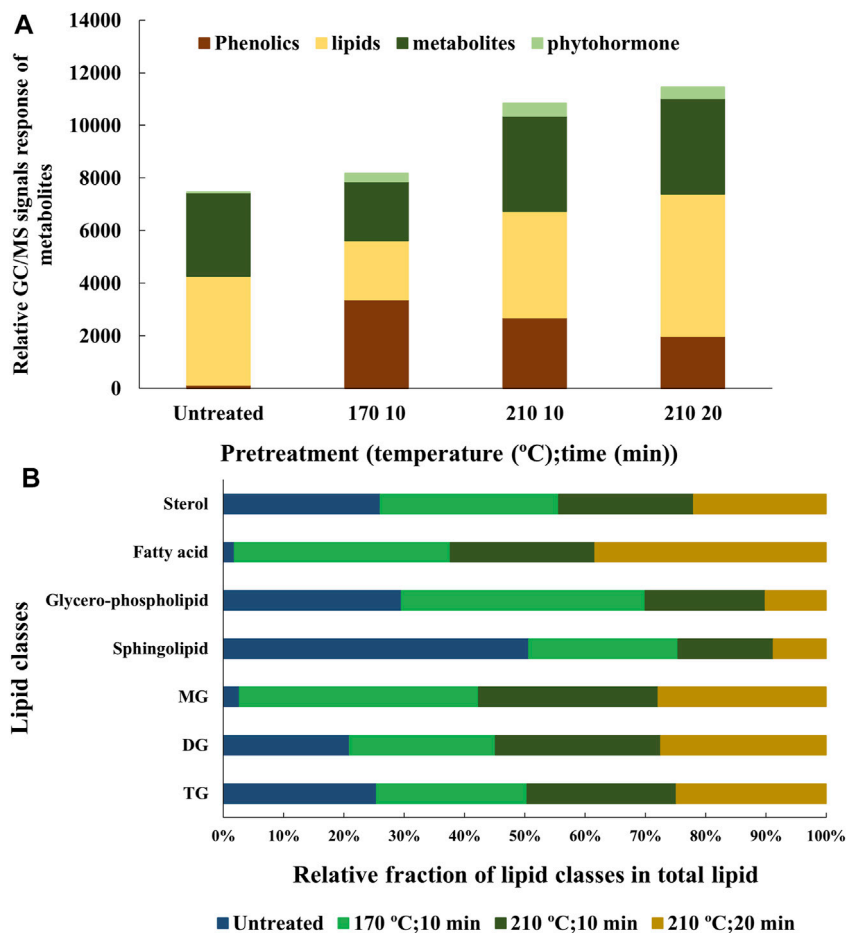 A
14000
Phenolics lipids metabolites phytohormone
12000
10000
8000
6000
4000
2000
0
Relative GC/MS signals response of
metabolites
Untreated 170 10 210 10 210 20
Pretreatment (temperature (ºC);time (min))
B
Lipid classes
Sterol
Fatty acid
Glycero-phospholipid
Sphingolipid
MG
DG
TG
0% 10% 20% 30% 40% 50% 60% 70% 80% 90% 100%
Relative fraction of lipid classes in total lipid
Untreated 170 ºC;10 min 210 ºC;10 min 210 ºC;20 min